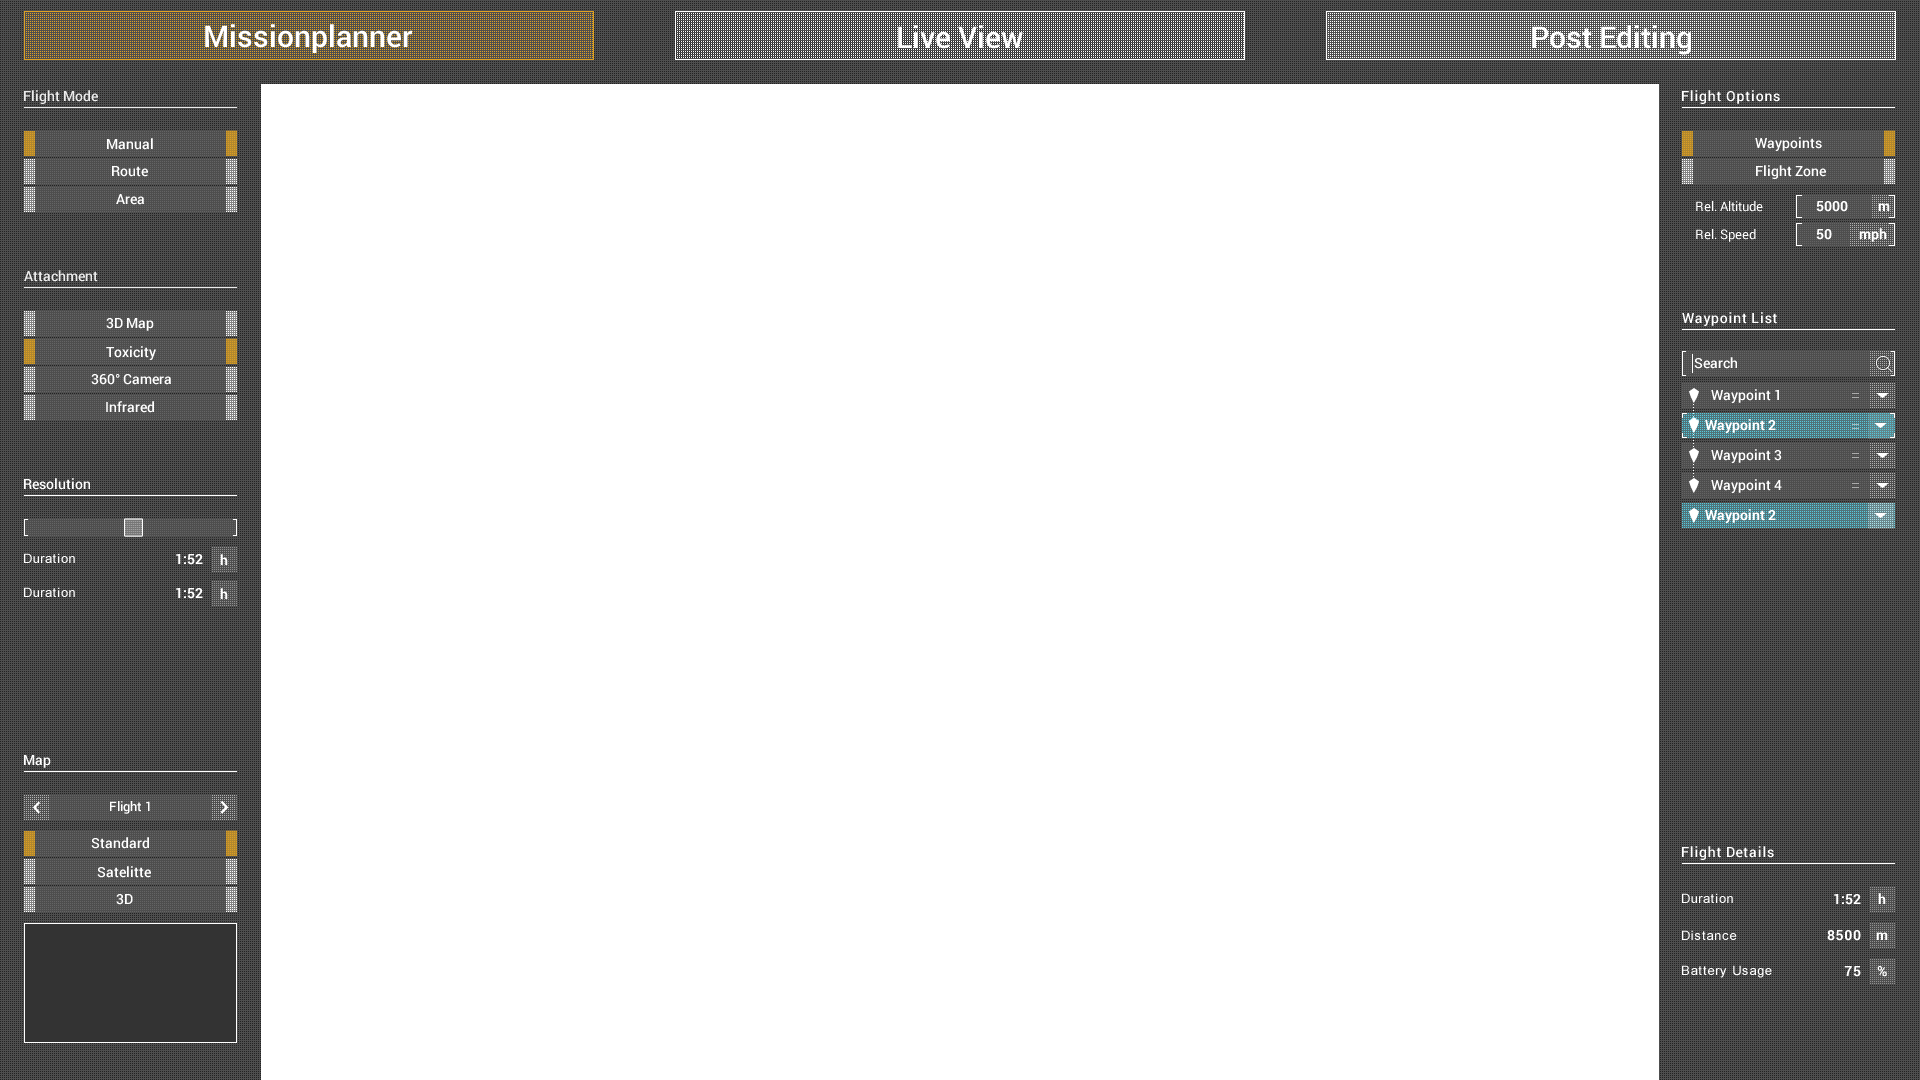 Missionplanner
Live View
Post Editing
Flight Mode
Manual
Route
Area
Attachment
3D Map
Toxicity
360° Camera
Infrared
Resolution
Duration 1:52 h
Duration 1:52 h
Map
Flight 1
Standard
Satelitte
3D
Flight Options
Waypoints
Flight Zone
Rel. Altitude 5000 m
Rel. Speed 50 mph
Waypoint List
Search
Waypoint 1
Waypoint 2
Waypoint 3
Waypoint 4
Waypoint 2
Flight Details
Duration 1:52 h
Distance 8500 m
Battery Usage 75 %